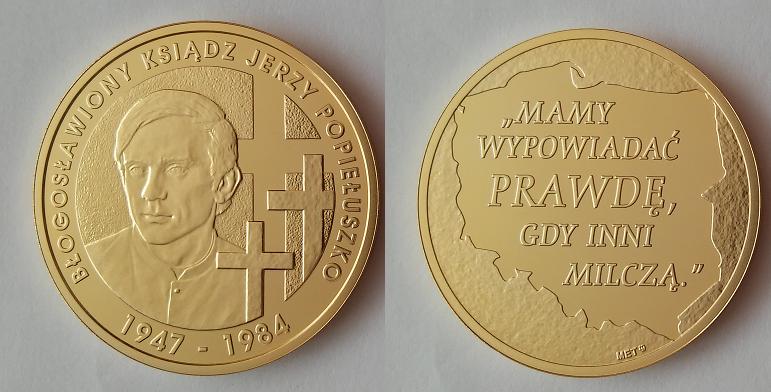 BŁOGOSŁAWIONY KSIĄDZ JERZY POPIEŁUSZKO
1947 - 1984
„MAMY
WYPOWIADAĆ
PRAWDĘ,
GDY INNI
MILCZĄ.”
MET